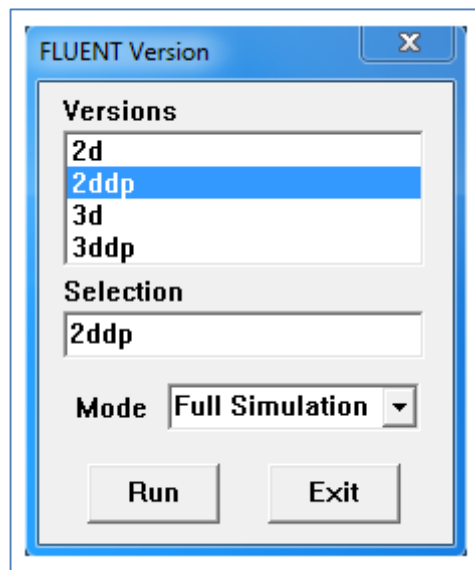 FLUENT Version
Versions
2d
2ddp
3d
3ddp
Selection
2ddp
Mode Full Simulation
Run Exit